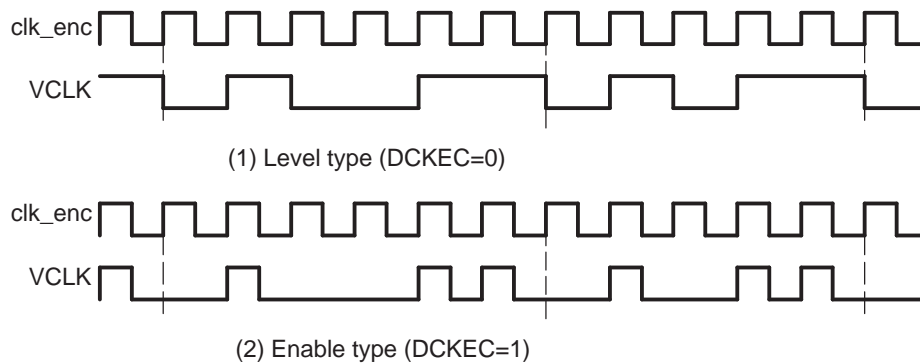 clk_enc
VCLK
(1) Level type (DCKEC=0)
clk_enc
VCLK
(2) Enable type (DCKEC=1)